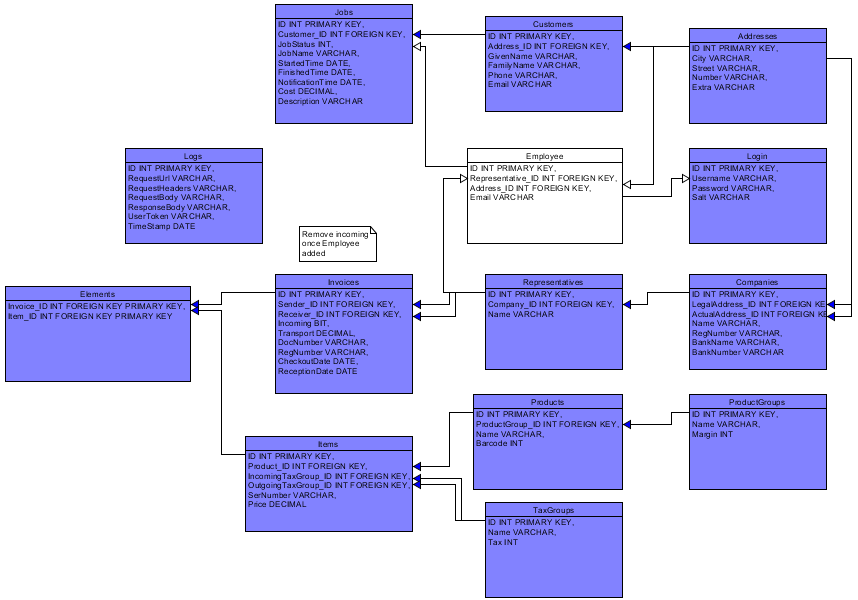 Jobs
ID INT PRIMARY KEY,
Customer_ID INT FOREIGN KEY,
JobStatus INT,
JobName VARCHAR,
StartedTime DATE,
FinishedTime DATE,
NotificationTime DATE,
Cost DECIMAL,
Description VARCHAR
Customers
ID INT PRIMARY KEY,
Address_ID INT FOREIGN KEY,
GivenName VARCHAR,
FamilyName VARCHAR,
Phone VARCHAR,
Email VARCHAR
Addresses
ID INT PRIMARY KEY,
City VARCHAR,
Street VARCHAR,
Number VARCHAR,
Extra VARCHAR
Logs
ID INT PRIMARY KEY,
RequestUrl VARCHAR,
RequestHeaders VARCHAR,
RequestBody VARCHAR,
ResponseBody VARCHAR,
UserToken VARCHAR,
TimeStamp DATE
Employee
ID INT PRIMARY KEY,
Representative_ID INT FOREIGN KEY,
Address_ID INT FOREIGN KEY,
Email VARCHAR
Login
ID INT PRIMARY KEY,
Username VARCHAR,
Password VARCHAR,
Salt VARCHAR
Remove incoming
once Employee
added
Elements
Invoice_ID INT FOREIGN KEY PRIMARY KEY,
Item_ID INT FOREIGN KEY PRIMARY KEY
Invoices
ID INT PRIMARY KEY,
Sender_ID INT FOREIGN KEY,
Receiver_ID INT FOREIGN KEY,
Incoming BIT,
Transport DECIMAL,
DocNumber VARCHAR,
RegNumber VARCHAR,
CheckoutDate DATE,
ReceptionDate DATE
Representatives
ID INT PRIMARY KEY,
Company_ID INT FOREIGN KEY,
Name VARCHAR
Companies
ID INT PRIMARY KEY,
LegalAddress_ID INT FOREIGN KE
ActualAddress_ID INT FOREIGN KE
Name VARCHAR,
RegNumber VARCHAR,
BankName VARCHAR,
BankNumber VARCHAR
Items
ID INT PRIMARY KEY,
Product_ID INT FOREIGN KEY,
IncomingTaxGroup_ID INT FOREIGN KEY,
OutgoingTaxGroup_ID INT FOREIGN KEY,
SerNumber VARCHAR,
Price DECIMAL
Products
ID INT PRIMARY KEY,
ProductGroup_ID INT FOREIGN KEY,
Name VARCHAR,
Barcode INT
ProductGroups
ID INT PRIMARY KEY,
Name VARCHAR,
Margin INT
TaxGroups
ID INT PRIMARY KEY,
Name VARCHAR,
Tax INT